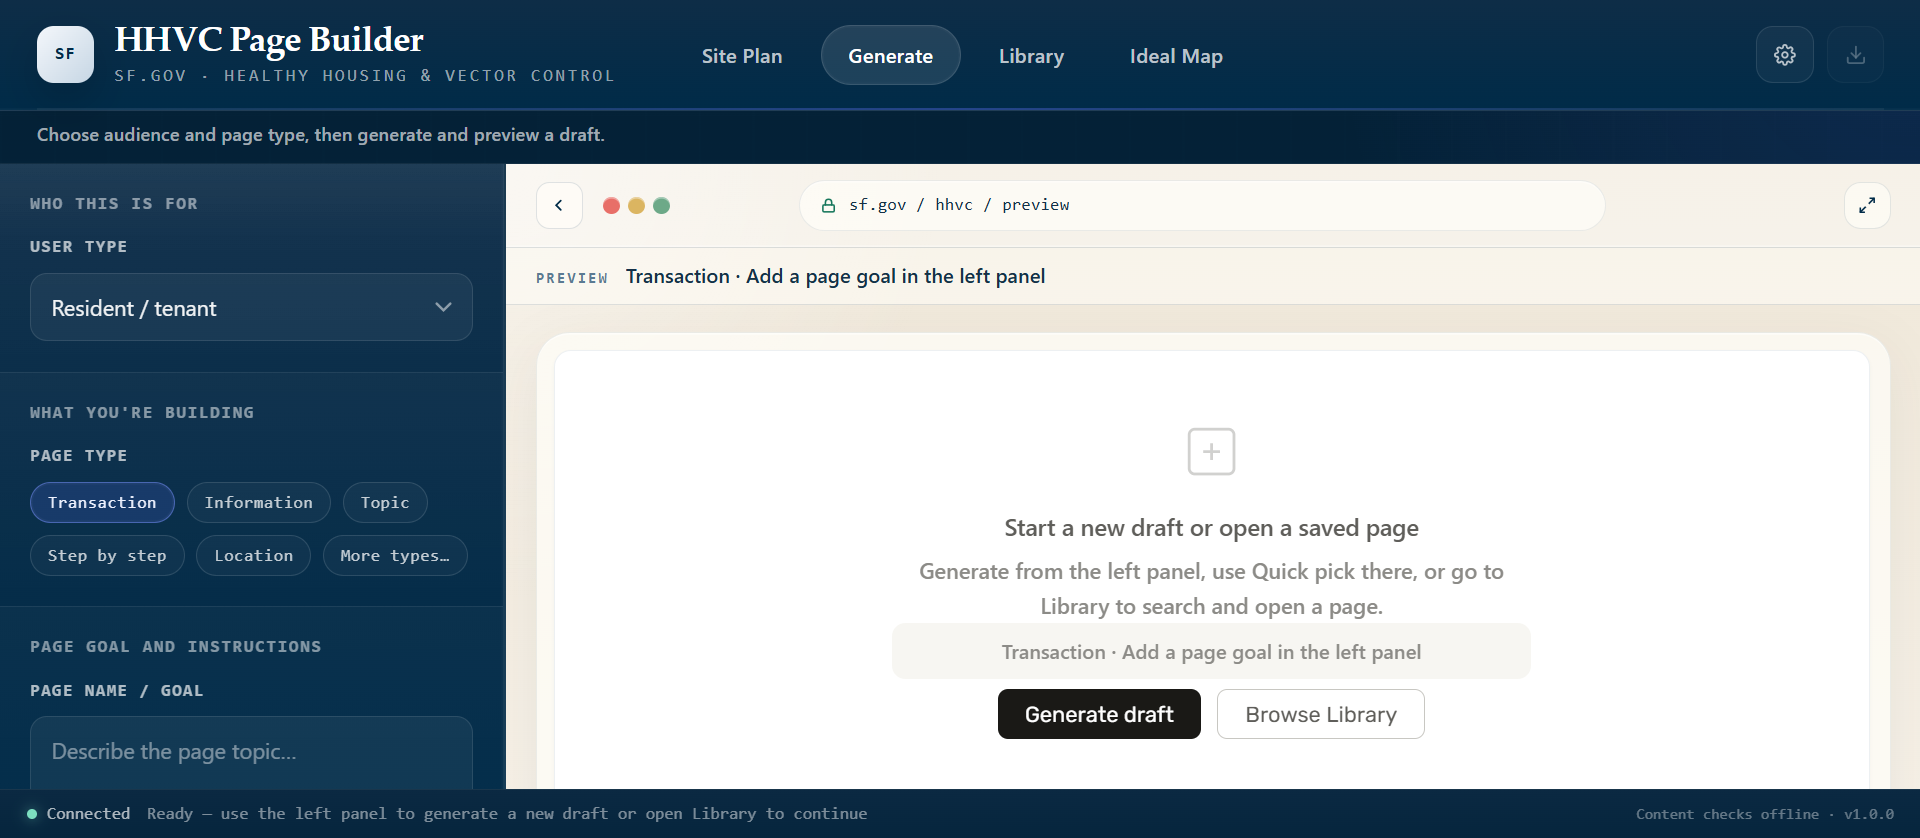 SF
HHVC Page Builder
SF.GOV · HEALTHY HOUSING & VECTOR CONTROL
Site Plan
Generate
Library
Ideal Map
Choose audience and page type, then generate and preview a draft.
WHO THIS IS FOR
USER TYPE
Resident / tenant
WHAT YOU'RE BUILDING
PAGE TYPE
Transaction
Information
Topic
Step by step
Location
More types…
PAGE GOAL AND INSTRUCTIONS
PAGE NAME / GOAL
Describe the page topic...
sf.gov / hhvc / preview
PREVIEW Transaction · Add a page goal in the left panel
Start a new draft or open a saved page
Generate from the left panel, use Quick pick there, or go to
Library to search and open a page.
Transaction · Add a page goal in the left panel
Generate draft
Browse Library
Connected Ready — use the left panel to generate a new draft or open Library to continue
Content checks offline · v1.0.0